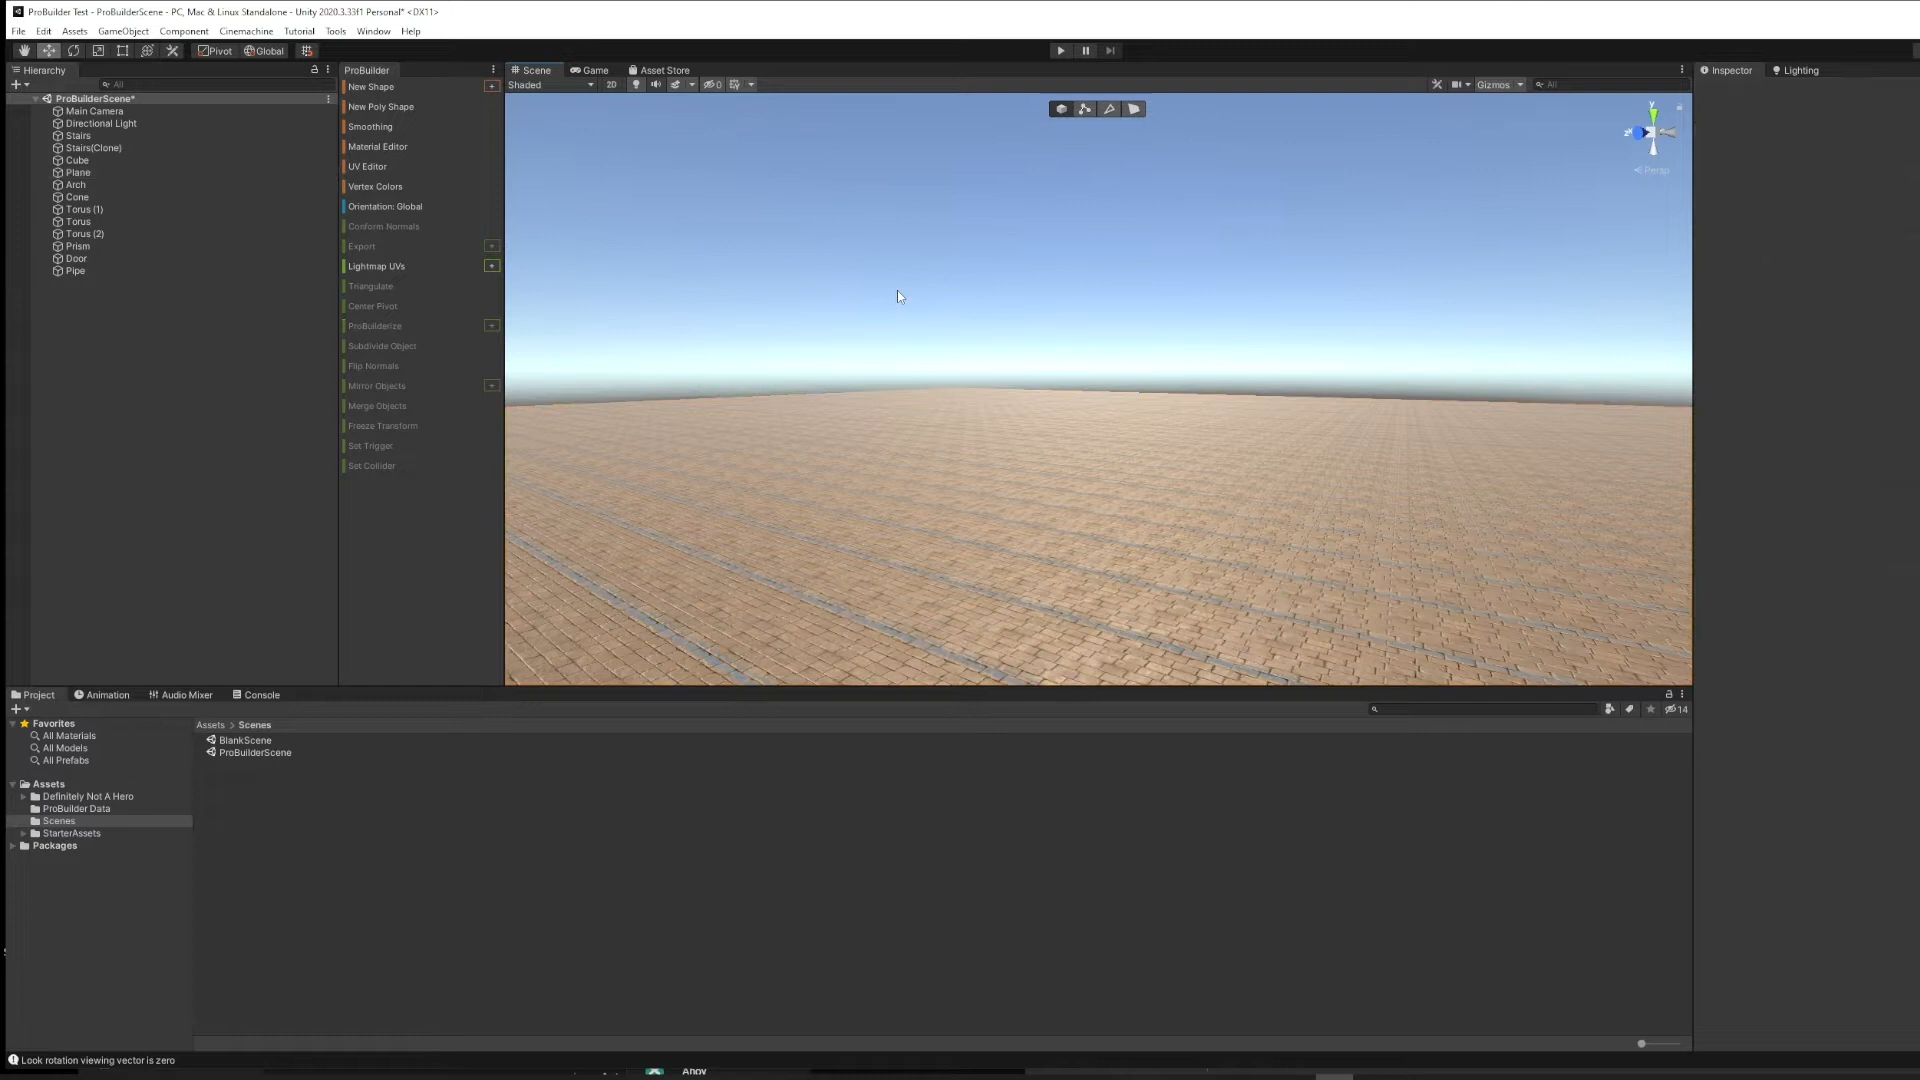 ProBuilder Test - ProBuilderScene - PC, Mac & Linux Standalone - Unity 2020.3.33f1 Personal* <DX11>
File Edit Assets GameObject Component Cinemachine Tutorial Tools Window Help
Pivot Global
Hierarchy
All
ProBuilderScene*
Main Camera
Directional Light
Stairs
Stairs(Clone)
Cube
Plane
Arch
Cone
Torus (1)
Torus
Torus (2)
Prism
Door
Pipe
ProBuilder
New Shape
New Poly Shape
Smoothing
Material Editor
UV Editor
Vertex Colors
Orientation: Global
Conform Normals
Export
Lightmap UVs
Triangulate
Center Pivot
ProBuilderize
Subdivide Object
Flip Normals
Mirror Objects
Merge Objects
Freeze Transform
Set Trigger
Set Collider
Scene Game Asset Store
Shaded 2D 0 Gizmos All
y
z
Persp
Inspector Lighting
Project Animation Audio Mixer Console
14
Favorites
All Materials
All Models
All Prefabs
Assets
Definitely Not A Hero
ProBuilder Data
Scenes
StarterAssets
Packages
Assets > Scenes
BlankScene
ProBuilderScene
Look rotation viewing vector is zero
Ahoy